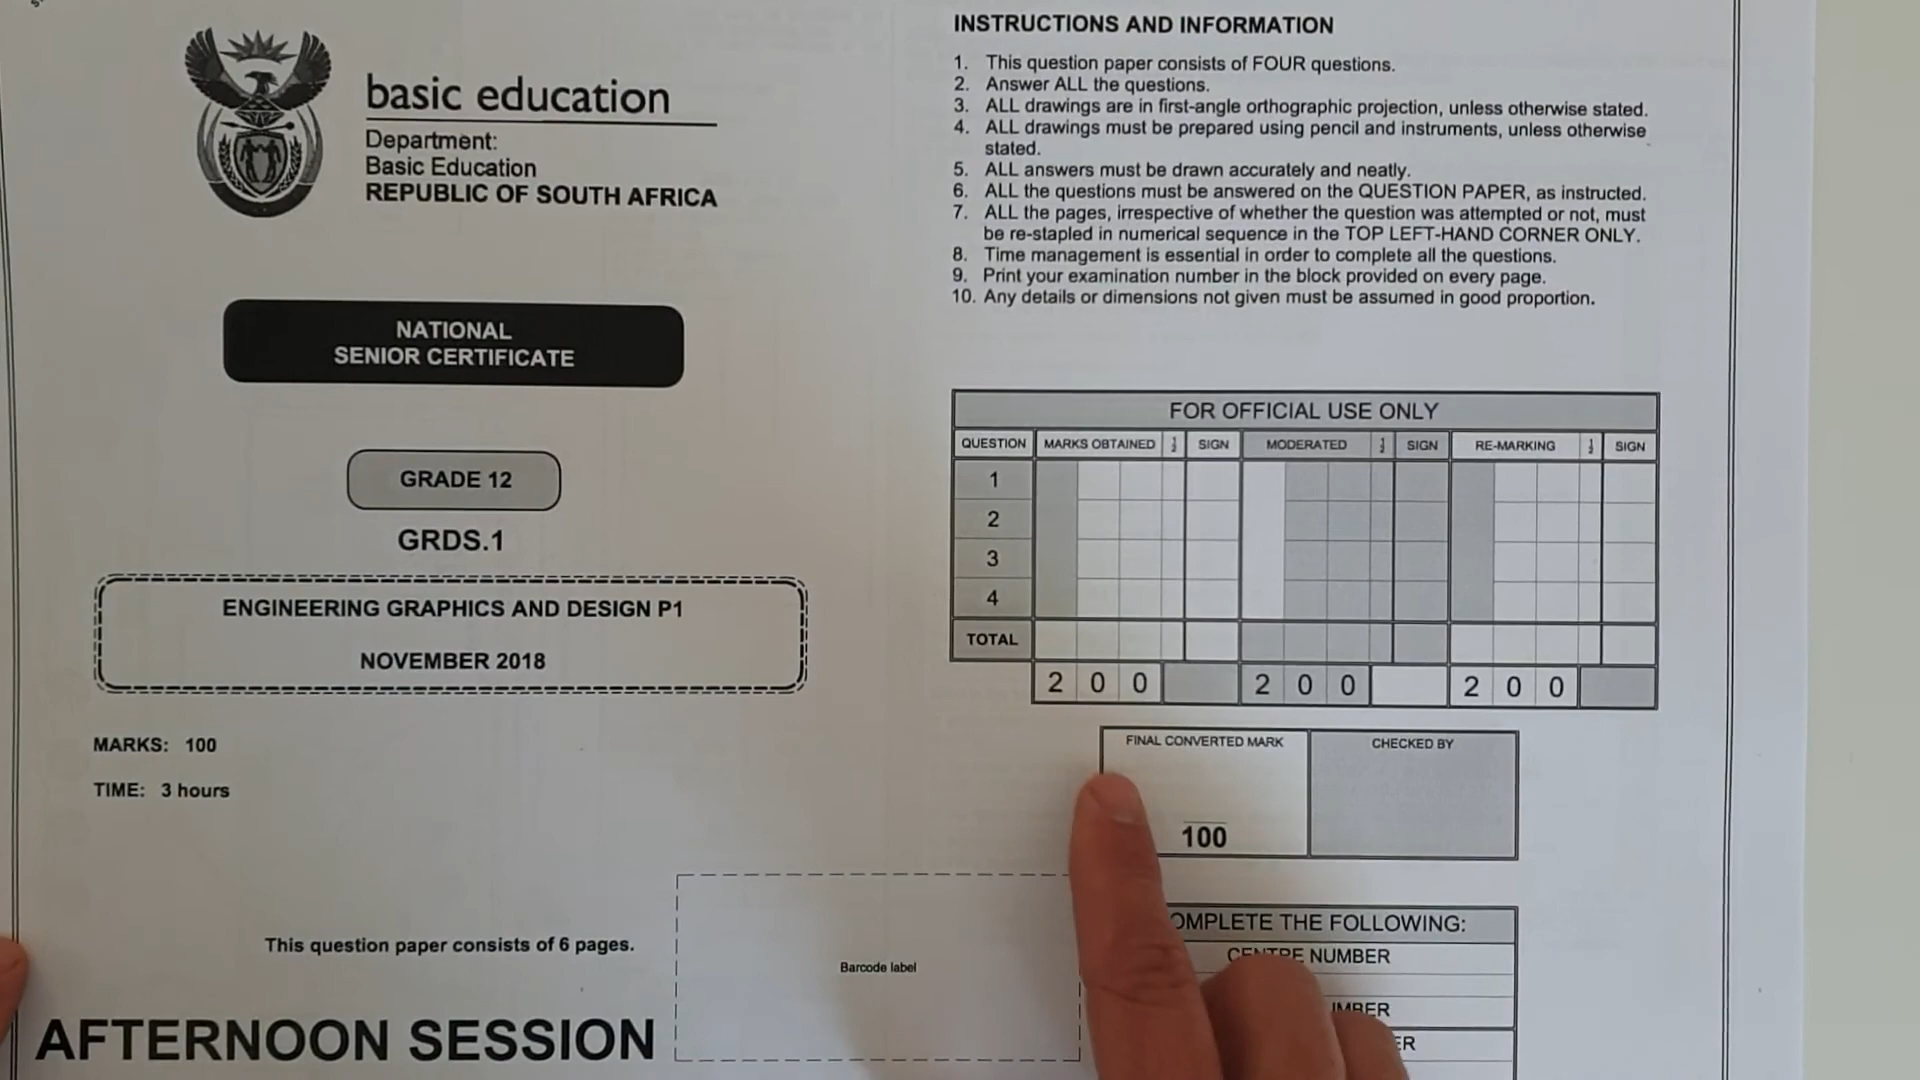 basic education
Department:
Basic Education
REPUBLIC OF SOUTH AFRICA
NATIONAL
SENIOR CERTIFICATE
GRADE 12
GRDS.1
ENGINEERING GRAPHICS AND DESIGN P1
NOVEMBER 2018
MARKS: 100
TIME: 3 hours
This question paper consists of 6 pages.
AFTERNOON SESSION
Barcode label
INSTRUCTIONS AND INFORMATION
1. This question paper consists of FOUR questions.
2. Answer ALL the questions.
3. ALL drawings are in first-angle orthographic projection, unless otherwise stated.
4. ALL drawings must be prepared using pencil and instruments, unless otherwise
stated.
5. ALL answers must be drawn accurately and neatly.
6. ALL the questions must be answered on the QUESTION PAPER, as instructed.
7. ALL the pages, irrespective of whether the question was attempted or not, must
be re-stapled in numerical sequence in the TOP LEFT-HAND CORNER ONLY.
8. Time management is essential in order to complete all the questions.
9. Print your examination number in the block provided on every page.
10. Any details or dimensions not given must be assumed in good proportion.
FOR OFFICIAL USE ONLY
QUESTION MARKS OBTAINED ½ SIGN MODERATED ½ SIGN RE-MARKING ½ SIGN
1
2
3
4
TOTAL
2 0 0 2 0 0 2 0 0
FINAL CONVERTED MARK CHECKED BY
100
OMPLETE THE FOLLOWING:
CENTRE NUMBER